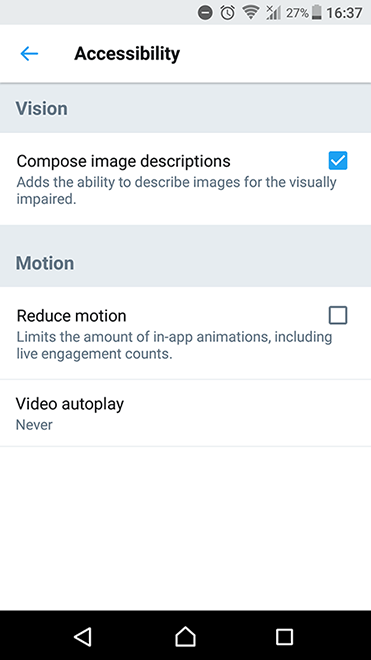 27% 16:37
Accessibility
Vision
Compose image descriptions
Adds the ability to describe images for the visually
impaired.
Motion
Reduce motion
Limits the amount of in-app animations, including
live engagement counts.
Video autoplay
Never